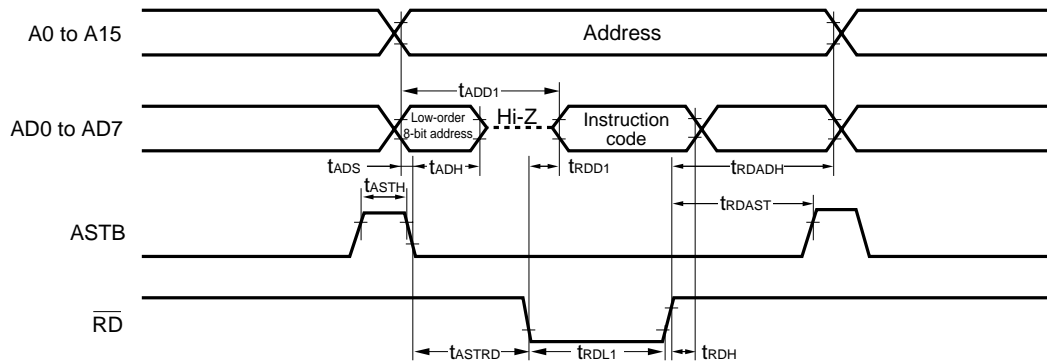 A0 to A15
Address
tADD1
AD0 to AD7
Low-order
8-bit address
Hi-Z
Instruction
code
tADS
tADH
tRDD1
tRDADH
tASTH
tRDAST
ASTB
RD
tASTRD
tRDL1
tRDH